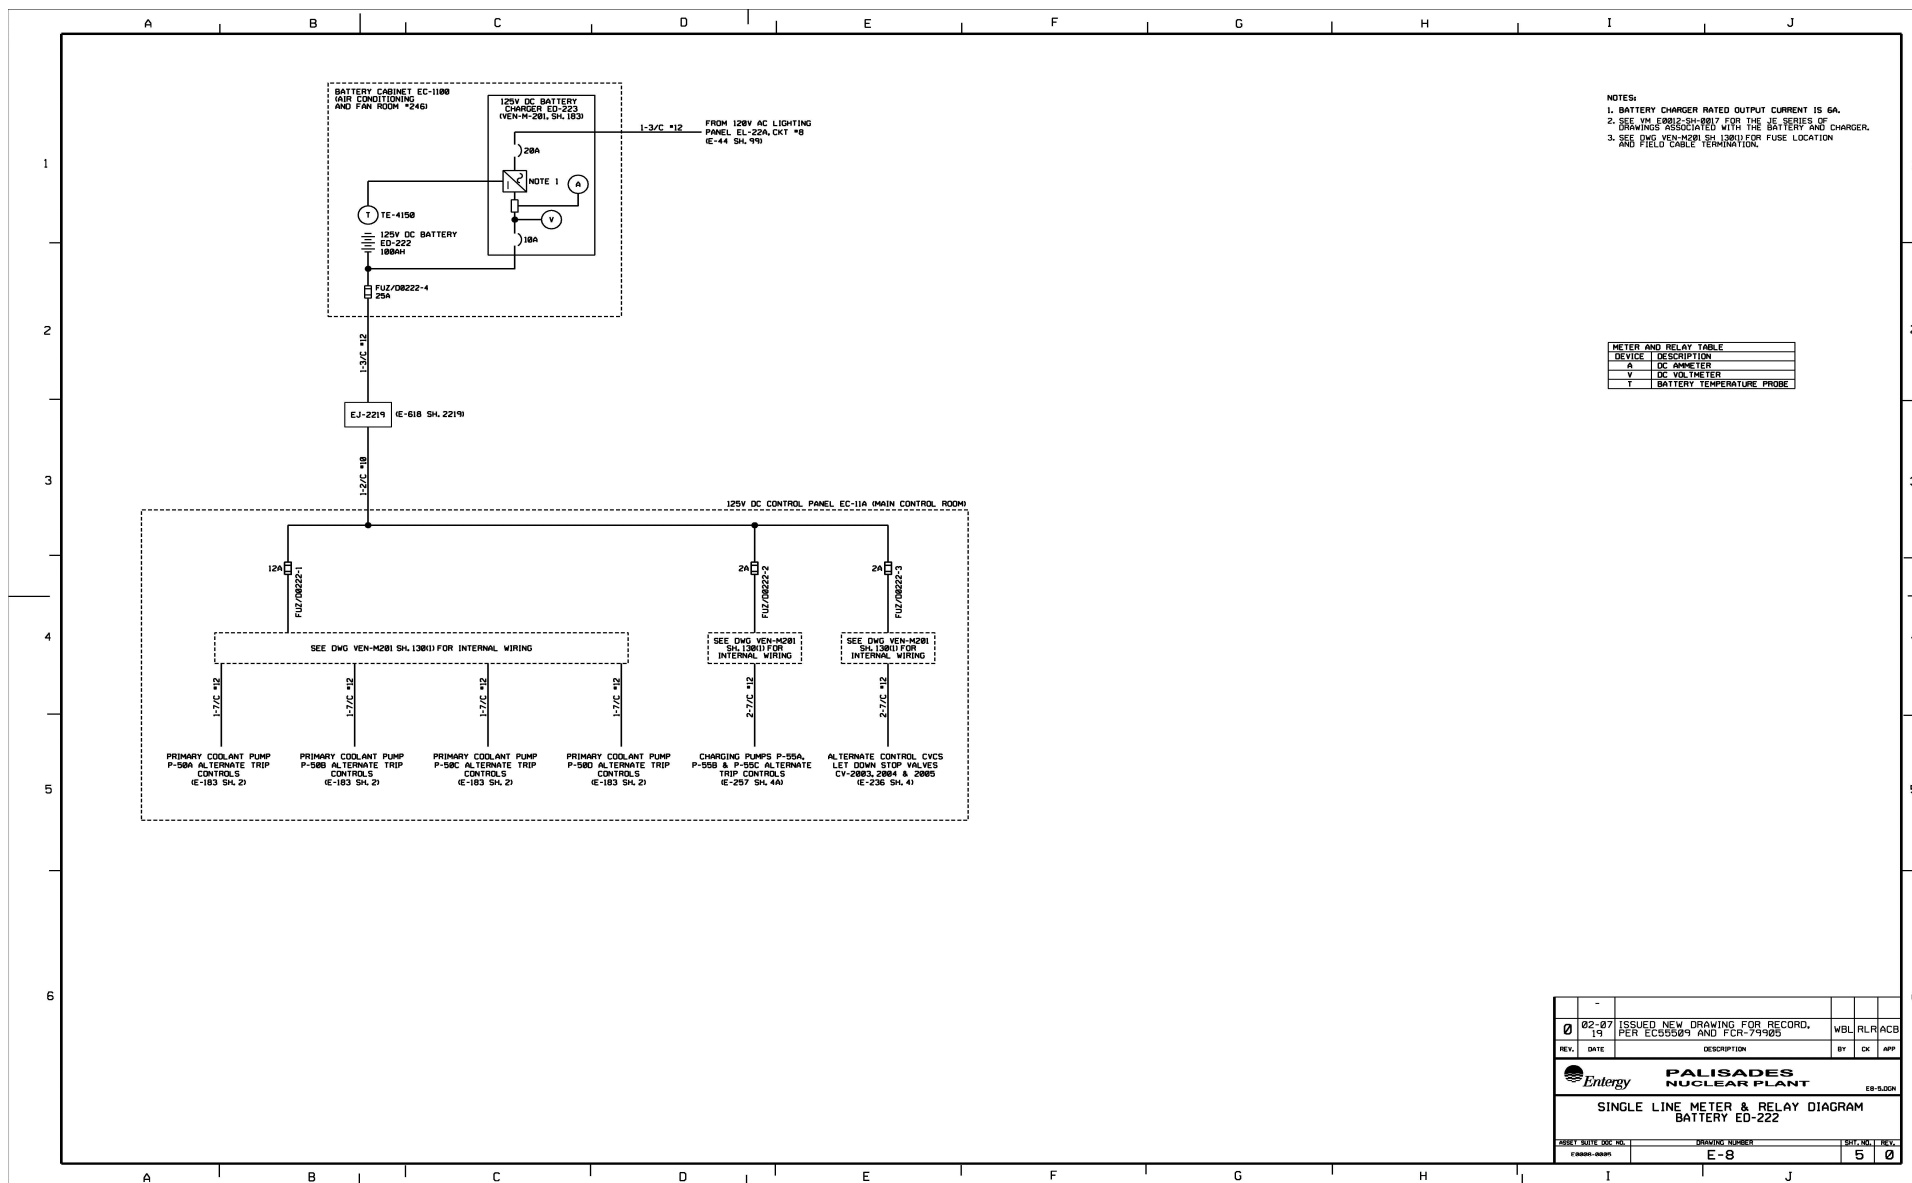 A B C D E F G H I J
BATTERY CABINET EC-1100
(AIR CONDITIONING
AND FAN ROOM #246)
125V DC BATTERY
CHARGER ED-223
(VEN-M-201, SH. 183)
1-3/C #12
FROM 120V AC LIGHTING
PANEL EL-22A, CKT #8
(E-44 SH. 99)
20A
NOTE 1
A
T
TE-4150
V
125V DC BATTERY
ED-222
100AH
10A
FUZ/D0222-4
25A
1-3/C #12
EJ-2219
(E-618 SH. 2219)
1-2/C #10
NOTES:
1. BATTERY CHARGER RATED OUTPUT CURRENT IS 6A.
2. SEE VM E0012-SH-0017 FOR THE JE SERIES OF
DRAWINGS ASSOCIATED WITH THE BATTERY AND CHARGER.
3. SEE DWG VEN-M201 SH 130(1) FOR FUSE LOCATION
AND FIELD CABLE TERMINATION.
METER AND RELAY TABLE
DEVICE DESCRIPTION
A DC AMMETER
V DC VOLTMETER
T BATTERY TEMPERATURE PROBE
125V DC CONTROL PANEL EC-11A (MAIN CONTROL ROOM)
12A
FUZ/D0222-1
2A
FUZ/D0222-2
2A
FUZ/D0222-3
SEE DWG VEN-M201 SH. 130(1) FOR INTERNAL WIRING
SEE DWG VEN-M201
SH. 130(1) FOR
INTERNAL WIRING
SEE DWG VEN-M201
SH. 130(1) FOR
INTERNAL WIRING
1-7/C #12
1-7/C #12
1-7/C #12
1-7/C #12
2-7/C #12
2-7/C #12
PRIMARY COOLANT PUMP
P-50A ALTERNATE TRIP
CONTROLS
(E-183 SH. 2)
PRIMARY COOLANT PUMP
P-50B ALTERNATE TRIP
CONTROLS
(E-183 SH. 2)
PRIMARY COOLANT PUMP
P-50C ALTERNATE TRIP
CONTROLS
(E-183 SH. 2)
PRIMARY COOLANT PUMP
P-50D ALTERNATE TRIP
CONTROLS
(E-183 SH. 2)
CHARGING PUMPS P-55A,
P-55B & P-55C ALTERNATE
TRIP CONTROLS
(E-257 SH. 4A)
ALTERNATE CONTROL CVCS
LET DOWN STOP VALVES
CV-2003, 2004 & 2005
(E-236 SH. 4)
1
2
3
4
5
6
-
0 02-07 19 ISSUED NEW DRAWING FOR RECORD,
PER EC55509 AND FCR-79905 WBL RLR ACB
REV. DATE DESCRIPTION BY CK APP
Entergy
PALISADES
NUCLEAR PLANT
E8-5.DGN
SINGLE LINE METER & RELAY DIAGRAM
BATTERY ED-222
ASSET SUITE DOC NO. DRAWING NUMBER SHT. NO. REV.
E0008-0005 E-8 5 0
A B C D E F G H I J